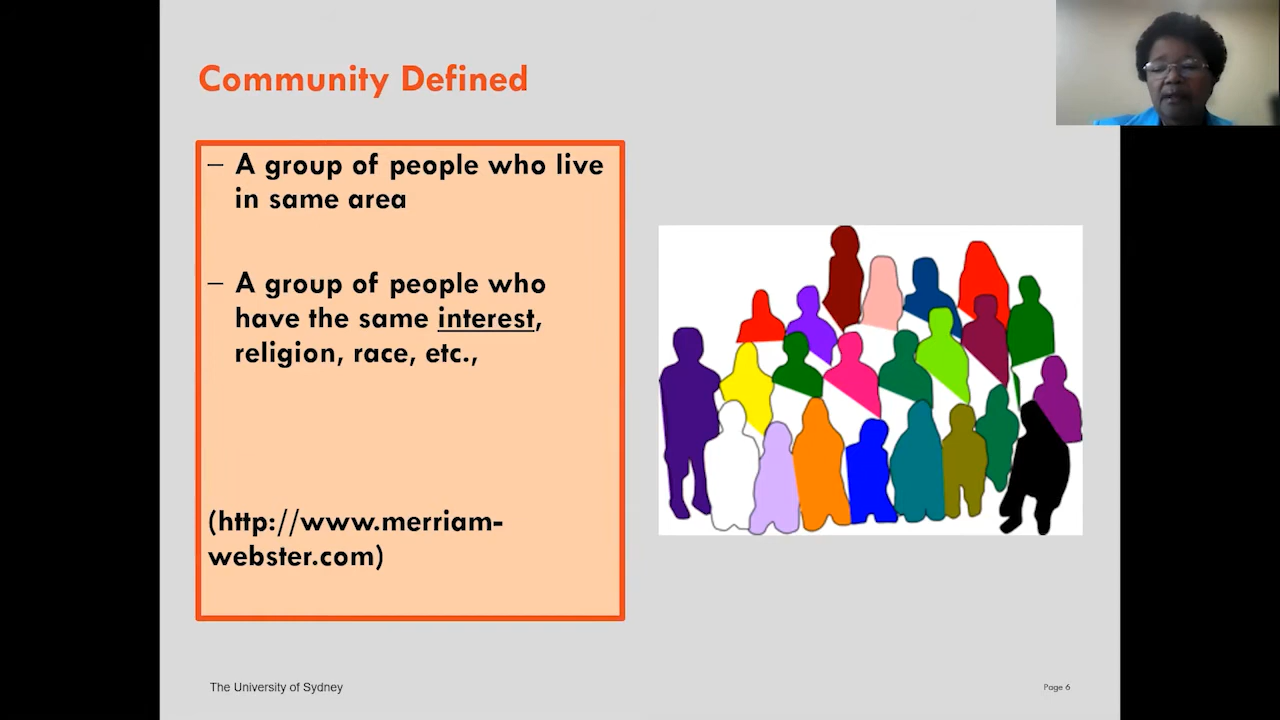 Community Defined
– A group of people who live
in same area
– A group of people who
have the same interest,
religion, race, etc.,
(http://www.merriam-
webster.com)
The University of Sydney
Page 6